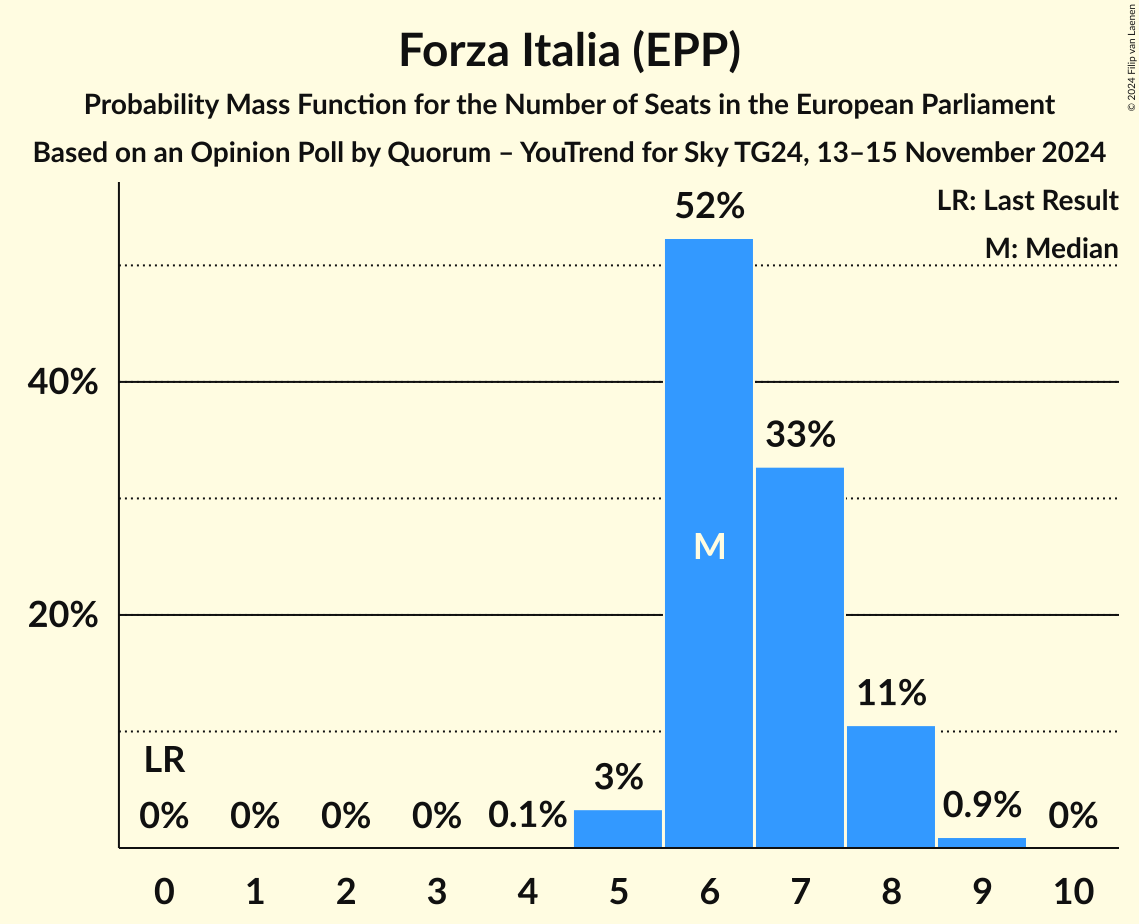 Forza Italia (EPP)
Probability Mass Function for the Number of Seats in the European Parliament
Based on an Opinion Poll by Quorum – YouTrend for Sky TG24, 13–15 November 2024
© 2024 Filip van Laenen
LR: Last Result
M: Median
52%
40%
33%
M
20%
11%
LR
3%
0% 0% 0% 0% 0.1% 0.9% 0%
0 1 2 3 4 5 6 7 8 9 10